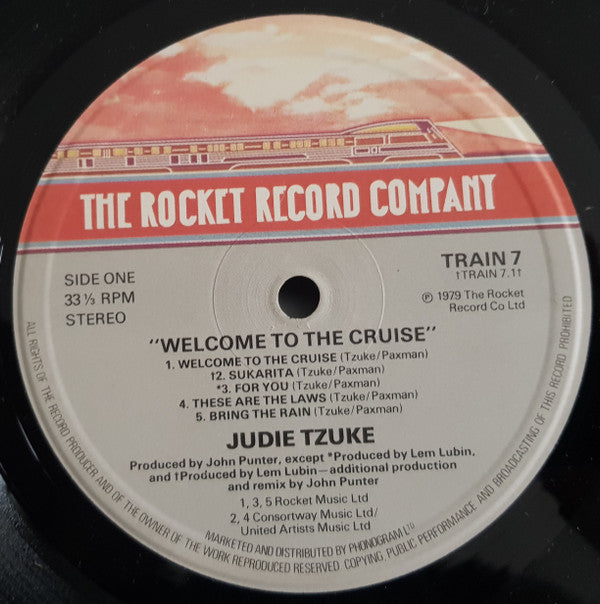 THE ROCKET RECORD COMPANY
SIDE ONE
33 ⅓ RPM
STEREO
TRAIN 7
†TRAIN 7.1†
℗ 1979 The Rocket
Record Co Ltd
"WELCOME TO THE CRUISE"
1. WELCOME TO THE CRUISE (Tzuke/Paxman)
†2. SUKARITA (Tzuke/Paxman)
*3. FOR YOU (Tzuke/Paxman)
4. THESE ARE THE LAWS (Tzuke/Paxman)
5. BRING THE RAIN (Tzuke/Paxman)
JUDIE TZUKE
Produced by John Punter, except *Produced by Lem Lubin,
and †Produced by Lem Lubin—additional production
and remix by John Punter
1, 3, 5 Rocket Music Ltd
2, 4 Consortway Music Ltd/
United Artists Music Ltd
MARKETED AND DISTRIBUTED BY PHONOGRAM LTD
ALL RIGHTS OF THE RECORD PRODUCER AND OF THE OWNER OF THE WORK REPRODUCED RESERVED. COPYING, PUBLIC PERFORMANCE AND BROADCASTING OF THIS RECORD PROHIBITED